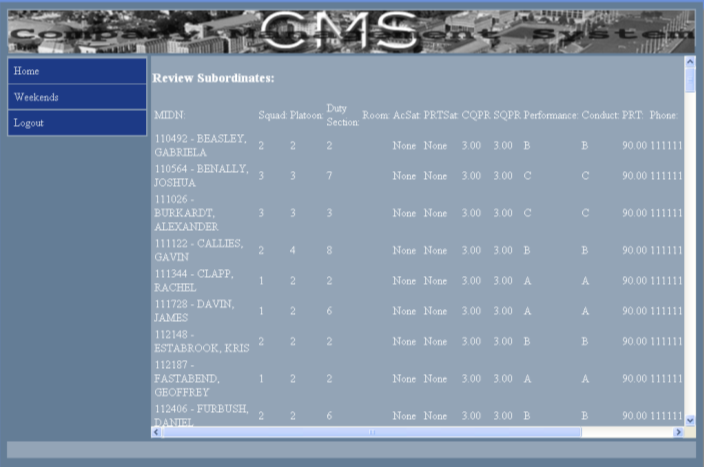 CMS
Company Management System
Home
Weekends
Logout
Review Subordinates:
MIDN: Squad: Platoon: Duty Section: Room: AcSat: PRTSat: CQPR: SQPR: Performance: Conduct: PRT: Phone:
110492 - BEASLEY, GABRIELA 2 2 2 None None 3.00 3.00 B B 90.00 111111
110564 - BENALLY, JOSHUA 3 3 7 None None 3.00 3.00 C C 90.00 111111
111026 - BURKARDT, ALEXANDER 3 3 3 None None 3.00 3.00 C C 90.00 111111
111122 - CALLIES, GAVIN 2 4 8 None None 3.00 3.00 B B 90.00 111111
111344 - CLAPP, RACHEL 1 2 2 None None 3.00 3.00 A A 90.00 111111
111728 - DAVIN, JAMES 1 2 6 None None 3.00 3.00 A A 90.00 111111
112148 - ESTABROOK, KRIS 2 2 2 None None 3.00 3.00 B B 90.00 111111
112187 - FASTABEND, GEOFFREY 1 2 2 None None 3.00 3.00 A A 90.00 111111
112406 - FURBUSH, DANIEL 2 2 6 None None 3.00 3.00 B B 90.00 111111